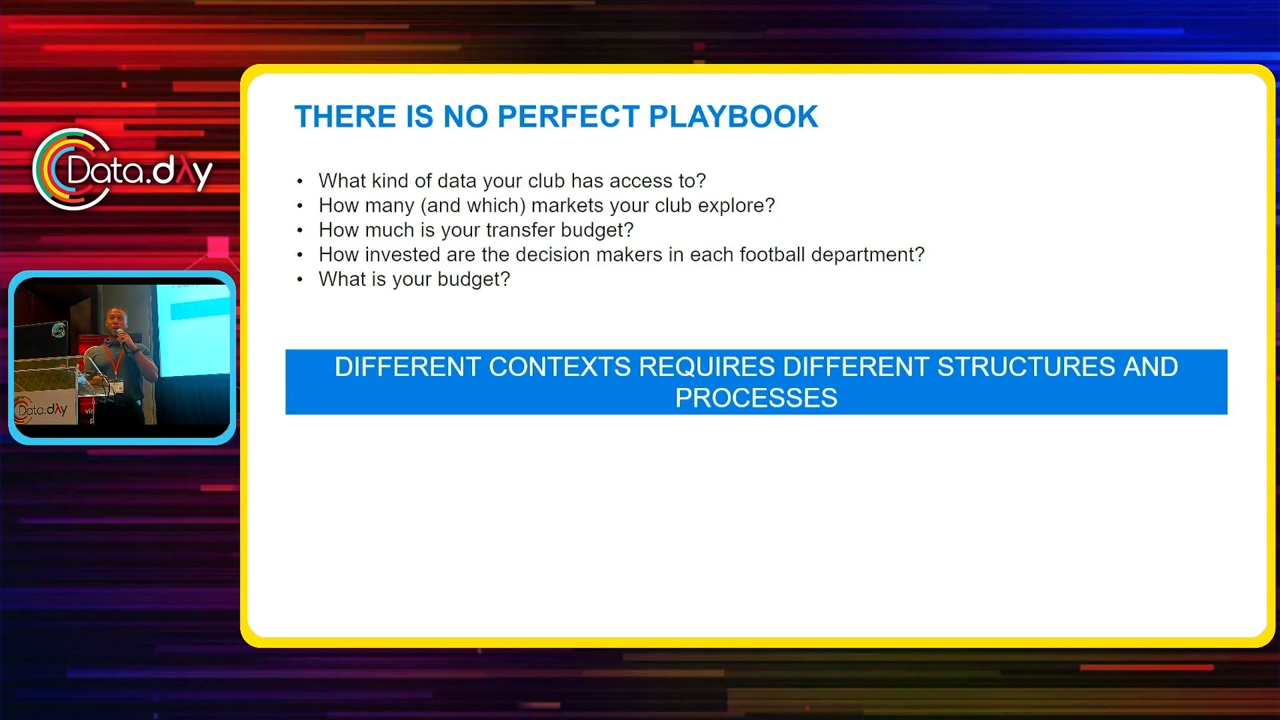 THERE IS NO PERFECT PLAYBOOK
• What kind of data your club has access to?
• How many (and which) markets your club explore?
• How much is your transfer budget?
• How invested are the decision makers in each football department?
• What is your budget?
DIFFERENT CONTEXTS REQUIRES DIFFERENT STRUCTURES AND
PROCESSES
Data.dλy
Data.dλy